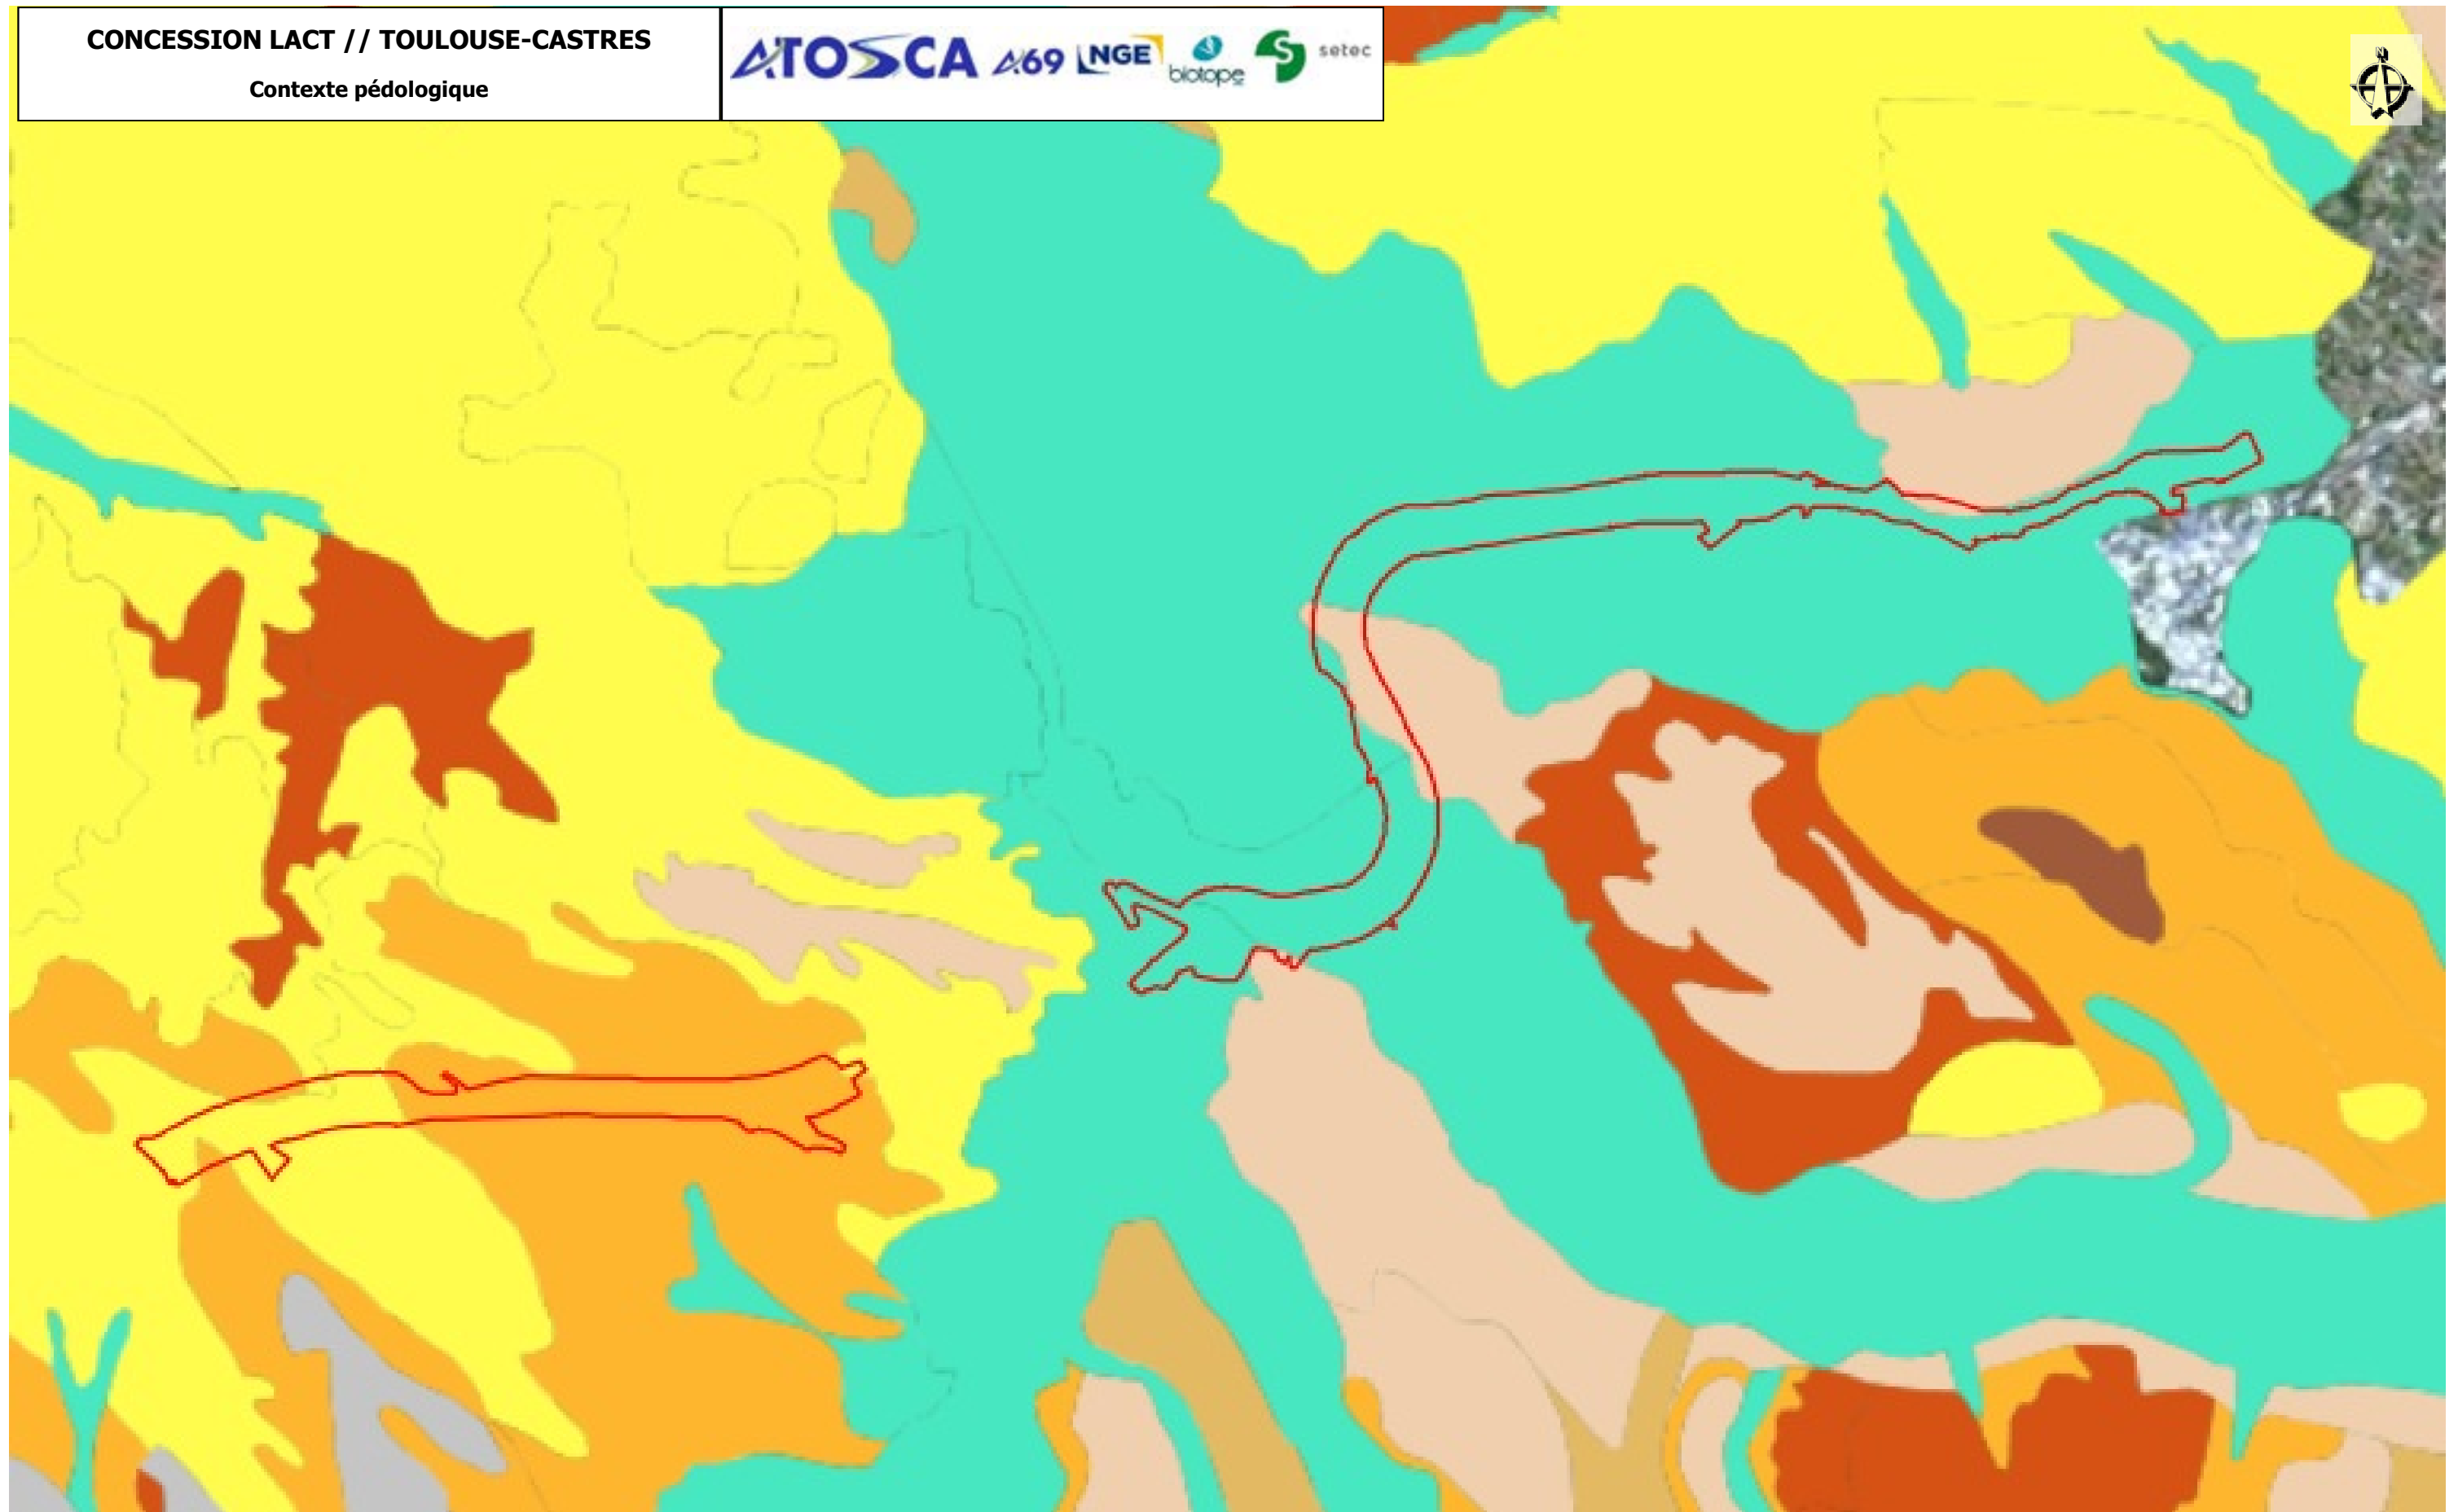 CONCESSION LACT // TOULOUSE-CASTRES
Contexte pédologique
ATOSCA A69 NGE biotope setec
N